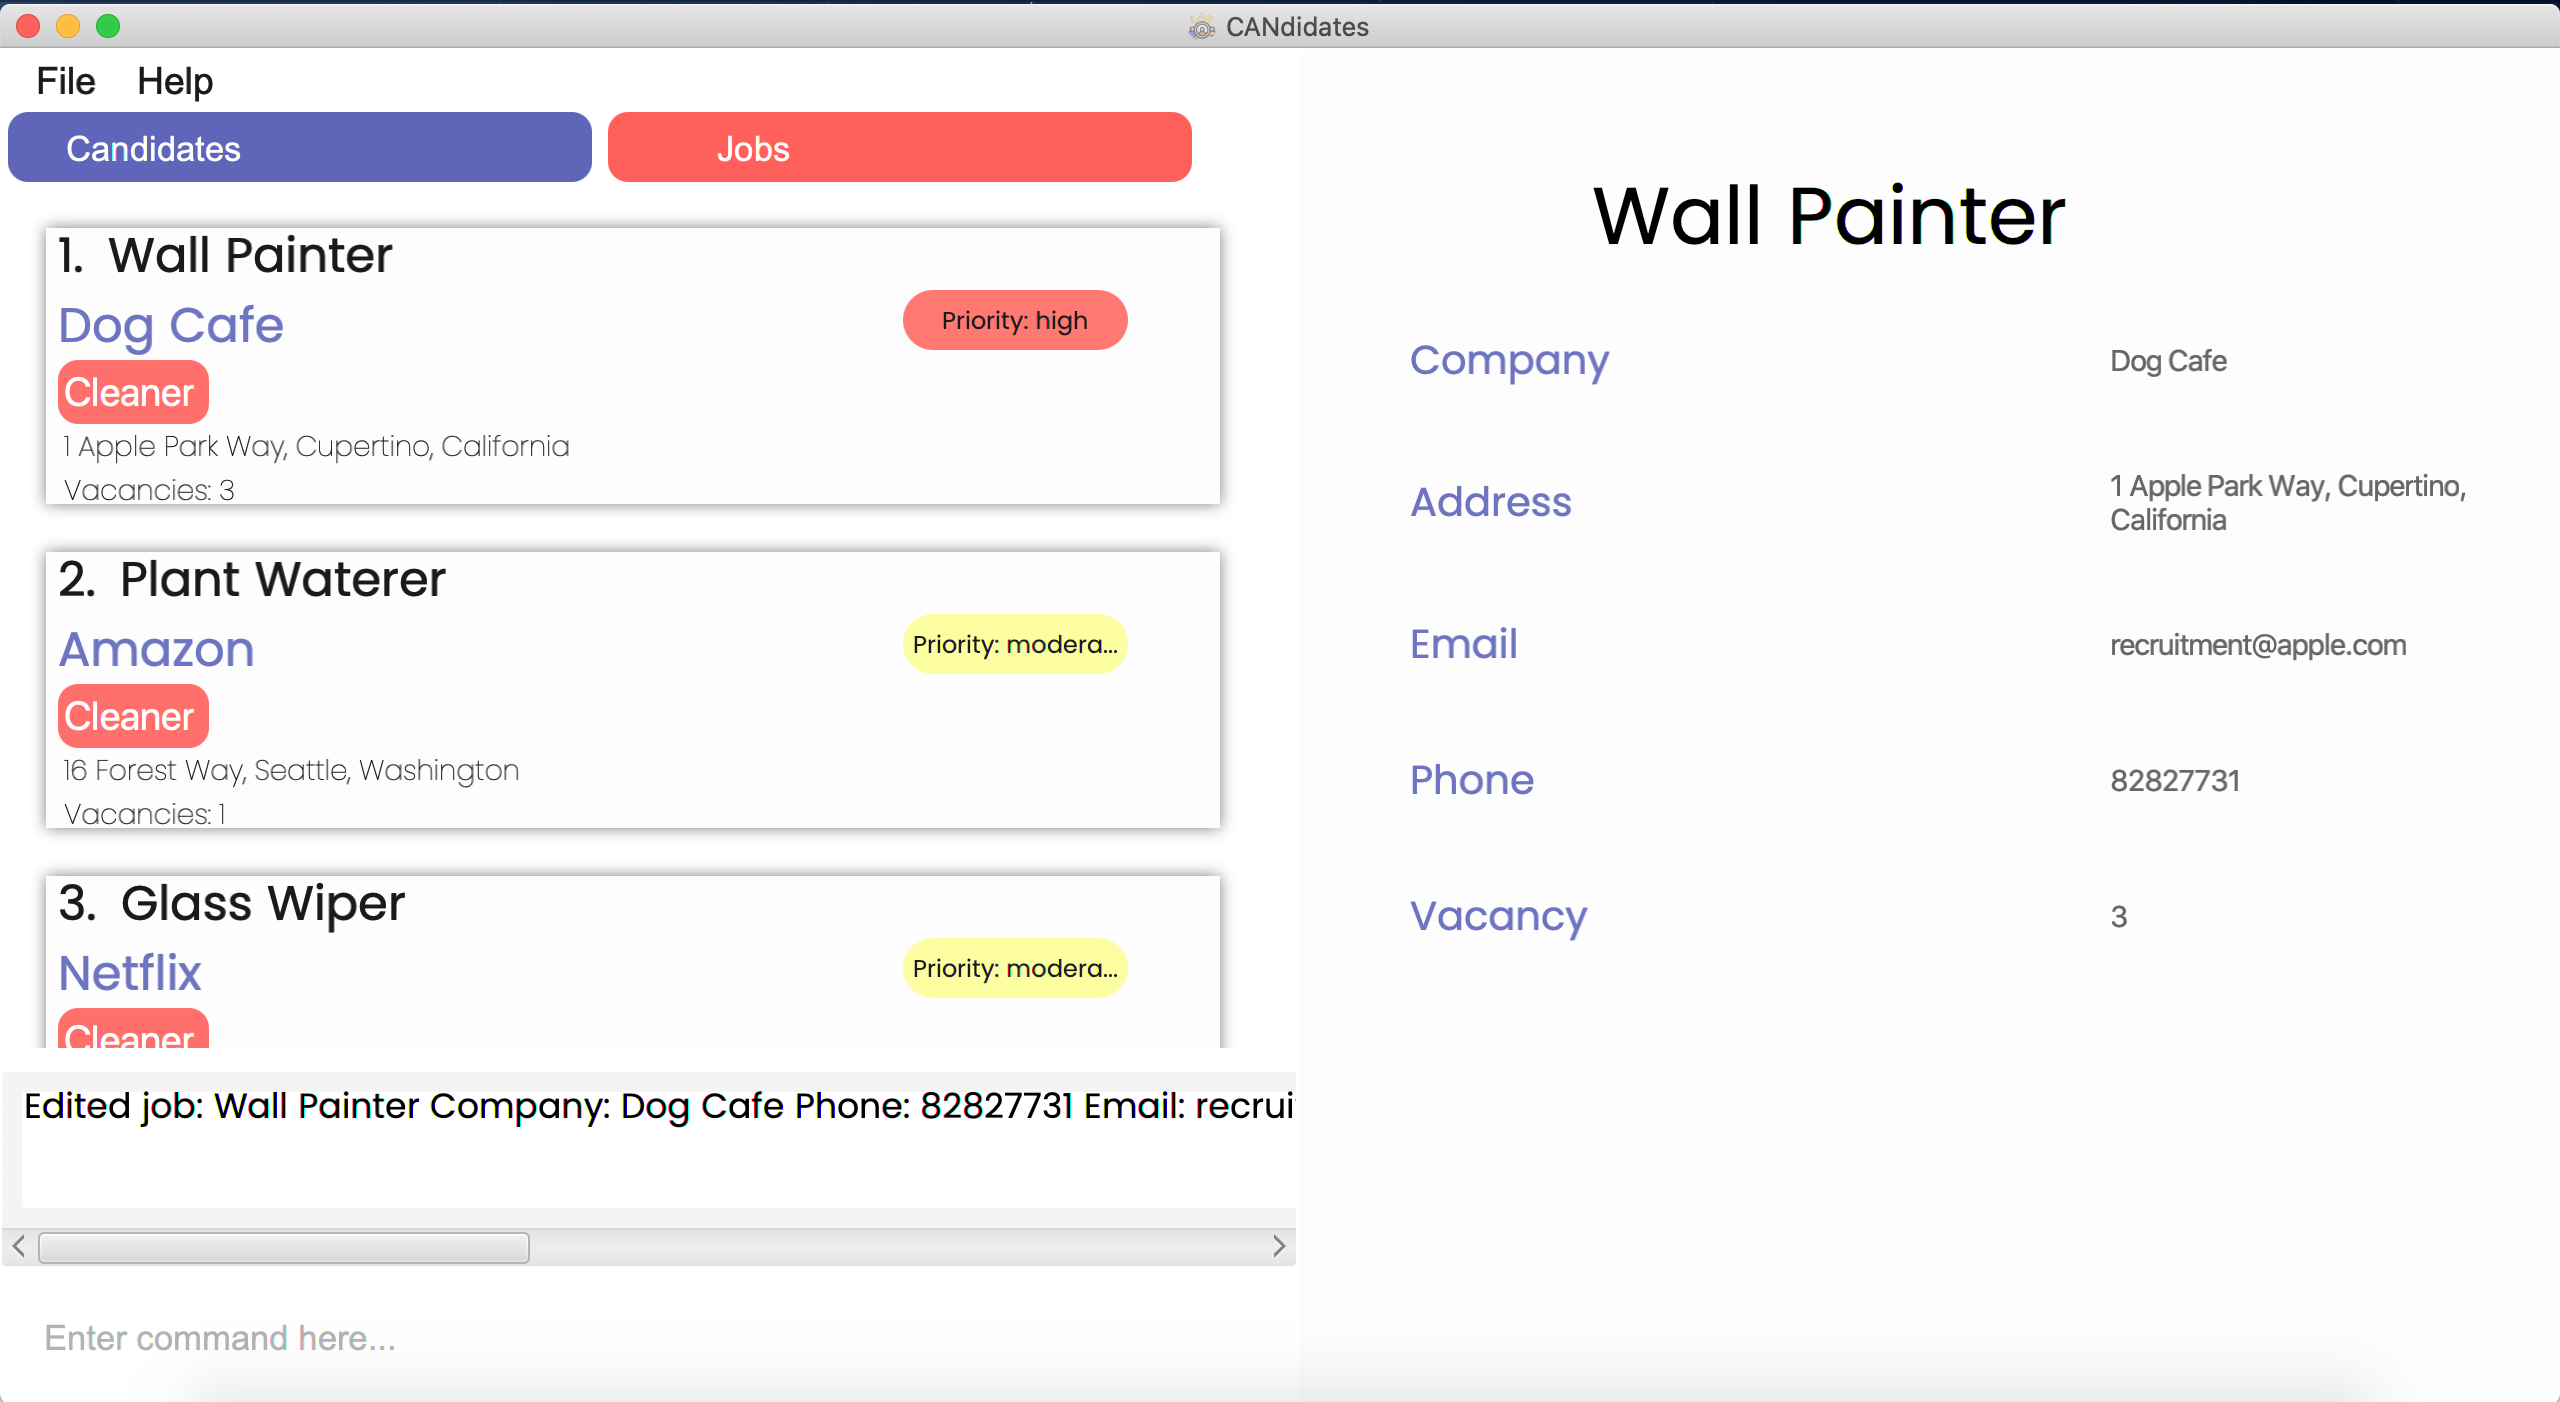 CANdidates
File Help
Candidates Jobs
1. Wall Painter
Dog Cafe
Priority: high
Cleaner
1 Apple Park Way, Cupertino, California
Vacancies: 3
2. Plant Waterer
Amazon
Priority: modera...
Cleaner
16 Forest Way, Seattle, Washington
Vacancies: 1
3. Glass Wiper
Netflix
Priority: modera...
Cleaner
Edited job: Wall Painter Company: Dog Cafe Phone: 82827731 Email: recrui
Enter command here...
Wall Painter
Company Dog Cafe
Address 1 Apple Park Way, Cupertino,
California
Email recruitment@apple.com
Phone 82827731
Vacancy 3